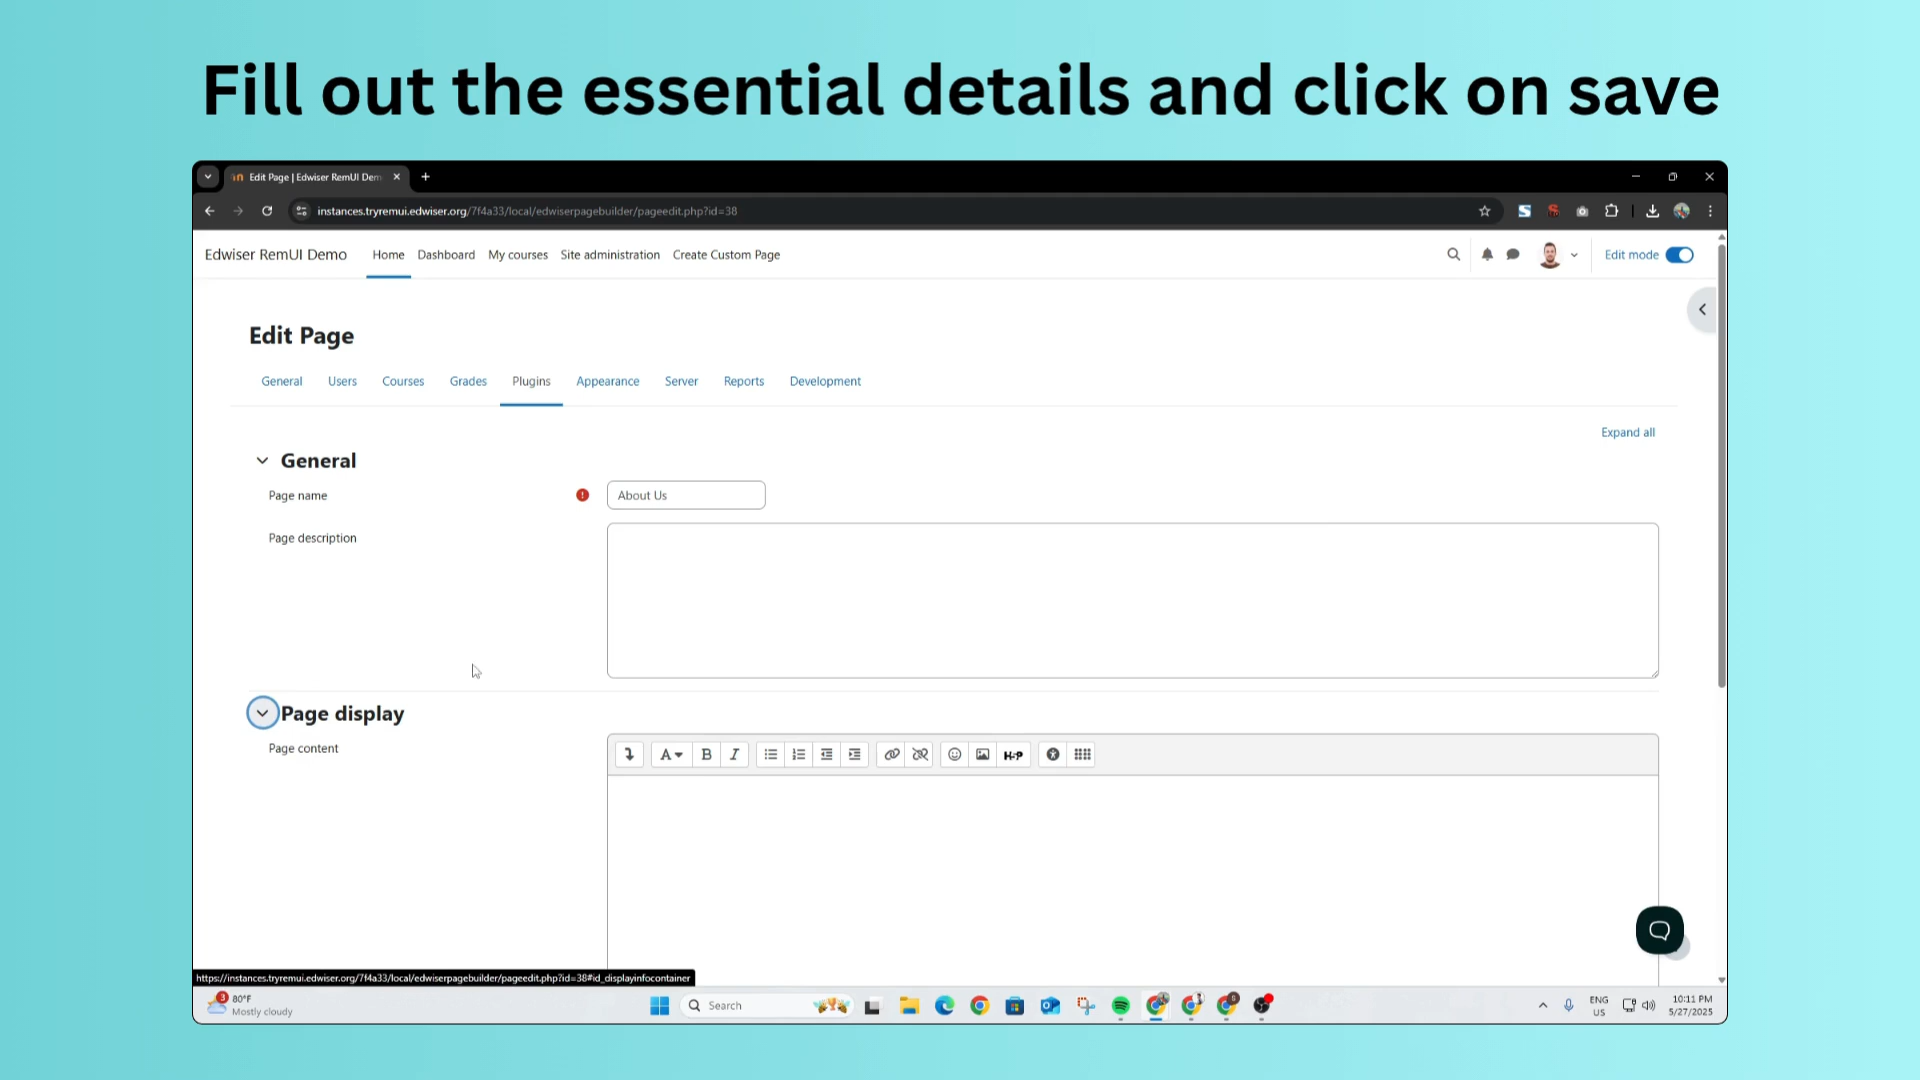 Fill out the essential details and click on save
Edit Page | Edwiser RemUI Dem
instances.tryremui.edwiser.org/7f4a33/local/edwiserpagebuilder/pageedit.php?id=38
Edwiser RemUI Demo Home Dashboard My courses Site administration Create Custom Page Edit mode
Edit Page
General Users Courses Grades Plugins Appearance Server Reports Development
Expand all
General
Page name About Us
Page description
Page display
Page content
A B I H-P
https://instances.tryremui.edwiser.org/7f4a33/local/edwiserpagebuilder/pageedit.php?id=38#id_displayinfocontainer
3 80°F
Mostly cloudy
Search
ENG
US
10:11 PM
5/27/2025